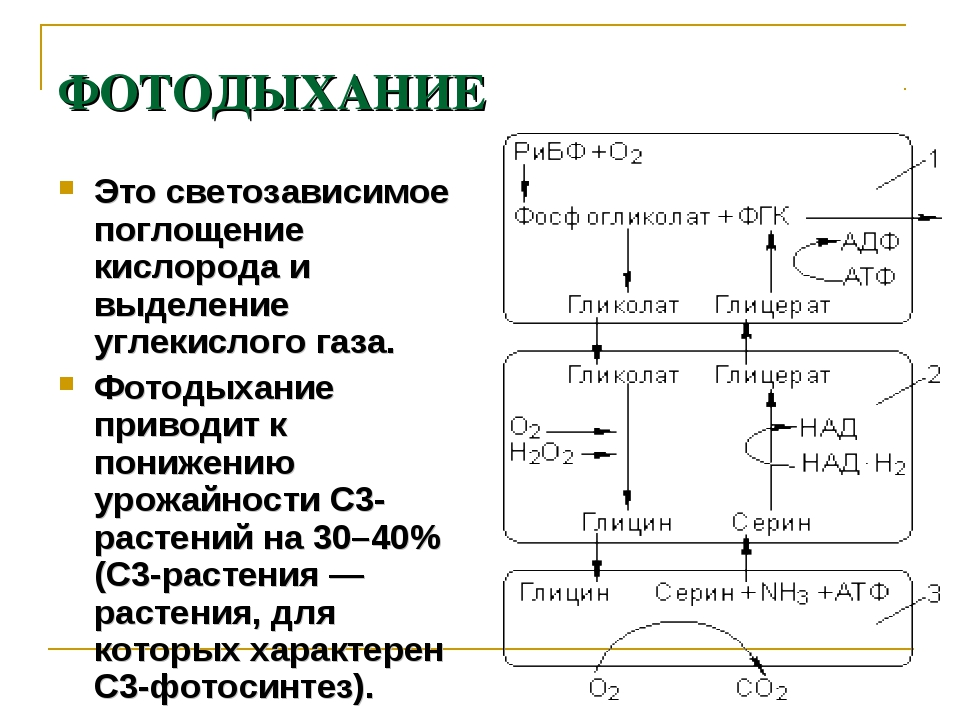 ФОТОДЫХАНИЕ
Это светозависимое
поглощение
кислорода и
выделение
углекислого газа.
Фотодыхание
приводит к
понижению
урожайности С3-
растений на 30–40%
(С3-растения —
растения, для
которых характерен
С3-фотосинтез).
РиБФ+О2
1
Фосфогликолат + ФГК
АДФ
АТФ
Гликолат Глицерат
Гликолат Глицерат
2
О2
Н2О2
НАД
НАД·Н2
Глицин Серин
Глицин Серин+NH3+АТФ
3
О2 СО2